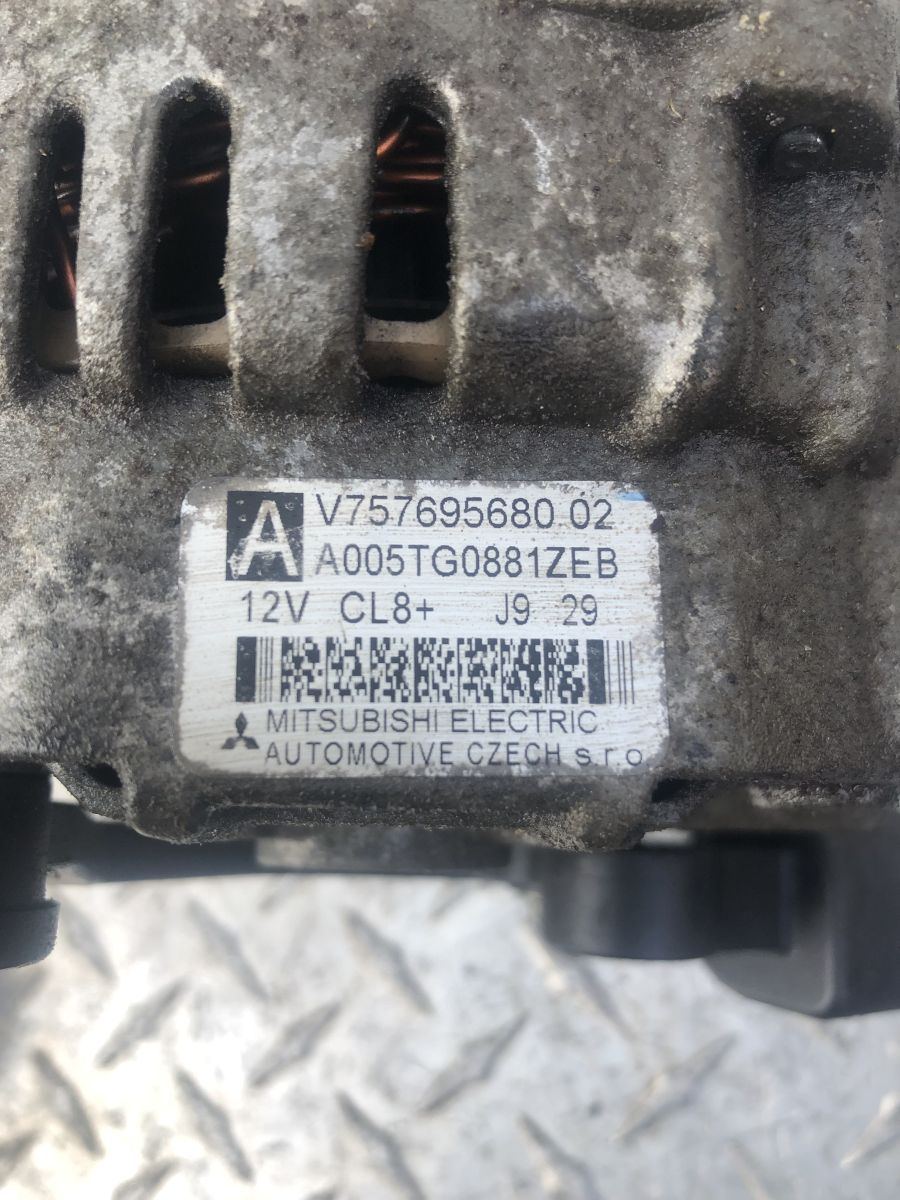 A V757695680 02
A005TG0881ZEB
12V CL8+ J9 29
MITSUBISHI ELECTRIC
AUTOMOTIVE CZECH s.r.o